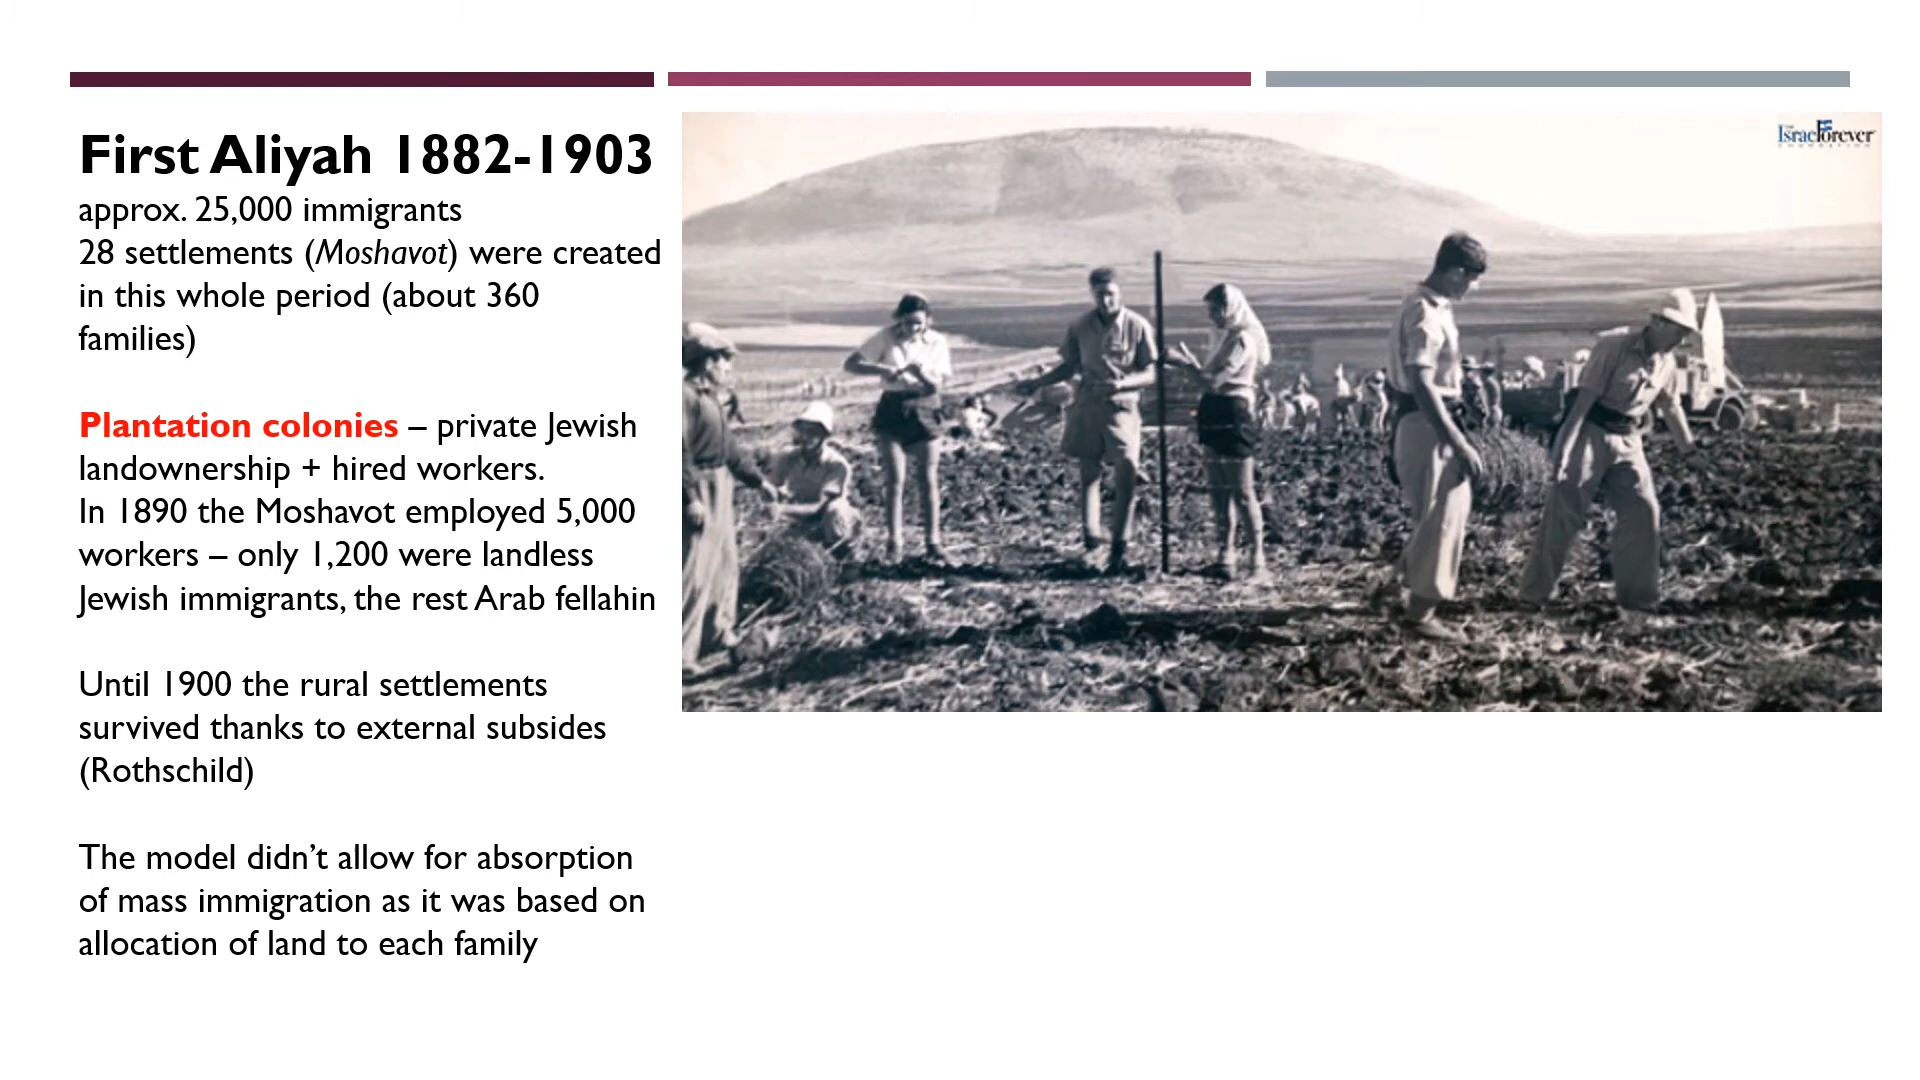 First Aliyah 1882-1903
approx. 25,000 immigrants
28 settlements (Moshavot) were created
in this whole period (about 360
families)
Plantation colonies – private Jewish
landownership + hired workers.
In 1890 the Moshavot employed 5,000
workers – only 1,200 were landless
Jewish immigrants, the rest Arab fellahin
Until 1900 the rural settlements
survived thanks to external subsides
(Rothschild)
The model didn’t allow for absorption
of mass immigration as it was based on
allocation of land to each family
Israel Forever
FOUNDATION